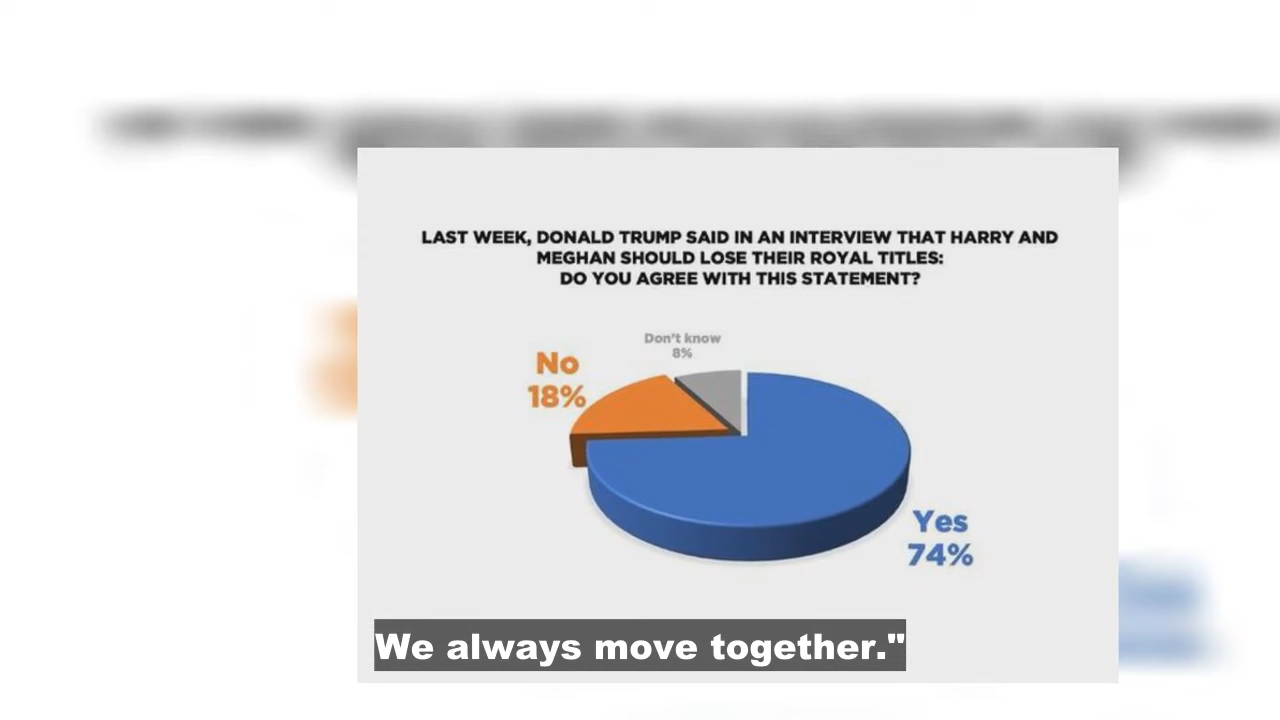 LAST WEEK, DONALD TRUMP SAID IN AN INTERVIEW THAT HARRY AND
MEGHAN SHOULD LOSE THEIR ROYAL TITLES:
DO YOU AGREE WITH THIS STATEMENT?
Don't know
8%
No
18%
Yes
74%
We always move together."